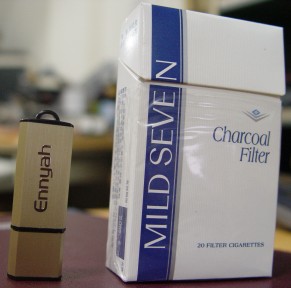 Ennyah
MILD SEVEN
Charcoal
Filter
20 FILTER CIGARETTES